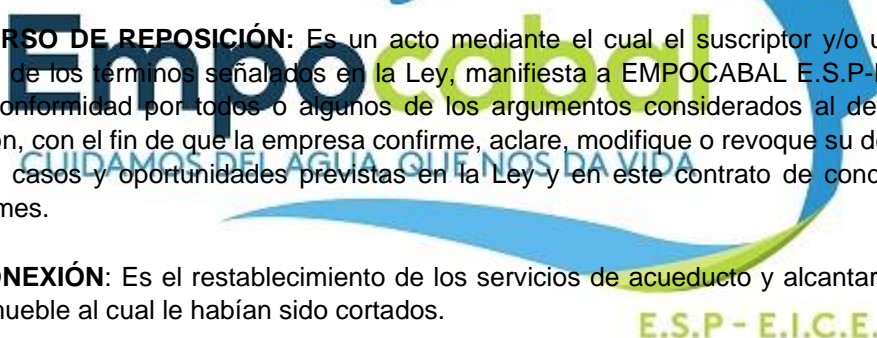 RSO DE REPOSICIÓN: Es un acto mediante el cual el suscriptor y/o u
de los términos señalados en la Ley, manifiesta a EMPOCABAL E.S.P-
onformidad por todos o algunos de los argumentos considerados al de
ón, con el fin de que la empresa confirme, aclare, modifique o revoque su de
casos y oportunidades previstas en la Ley y en este contrato de cond
mes.
ONEXIÓN: Es el restablecimiento de los servicios de acueducto y alcantar
nueble al cual le habían sido cortados.
Empocabal
CUIDAMOS DEL AGUA, QUE NOS DA VIDA
E.S.P - E.I.C.E.